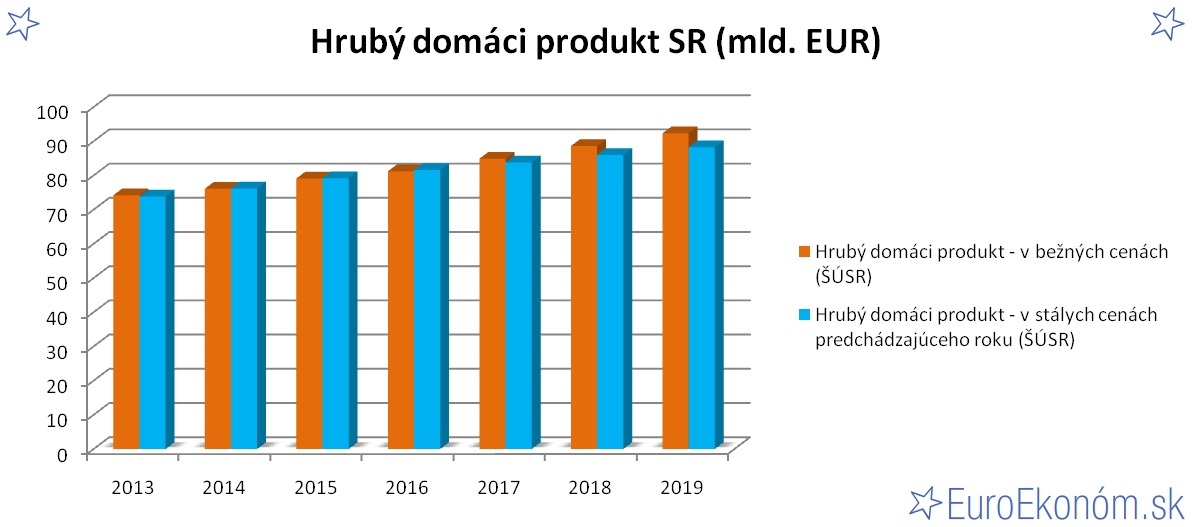 Hrubý domáci produkt SR (mld. EUR)
100
90
80
70
60
50
40
30
20
10
0
2013 2014 2015 2016 2017 2018 2019
Hrubý domáci produkt - v bežných cenách
(ŠÚSR)
Hrubý domáci produkt - v stálych cenách
predchádzajúceho roku (ŠÚSR)
EuroEkonóm.sk